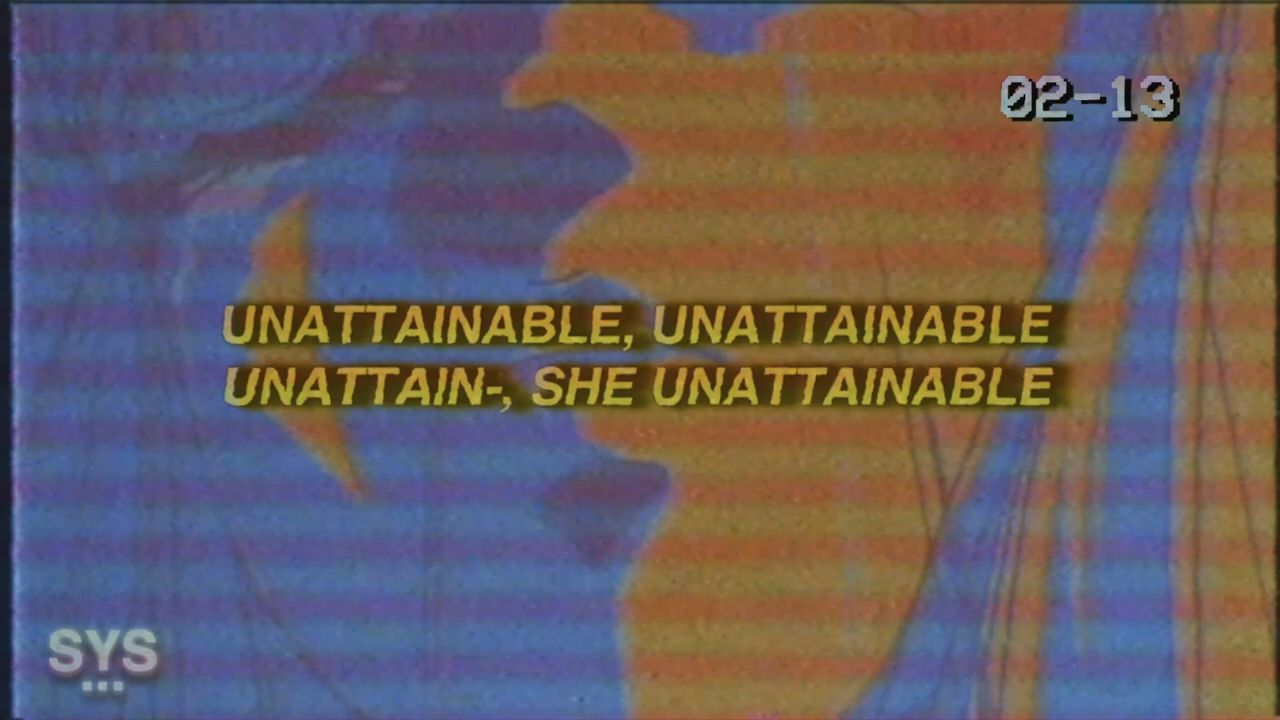 02-13
UNATTAINABLE, UNATTAINABLE
UNATTAIN-, SHE UNATTAINABLE
SYS